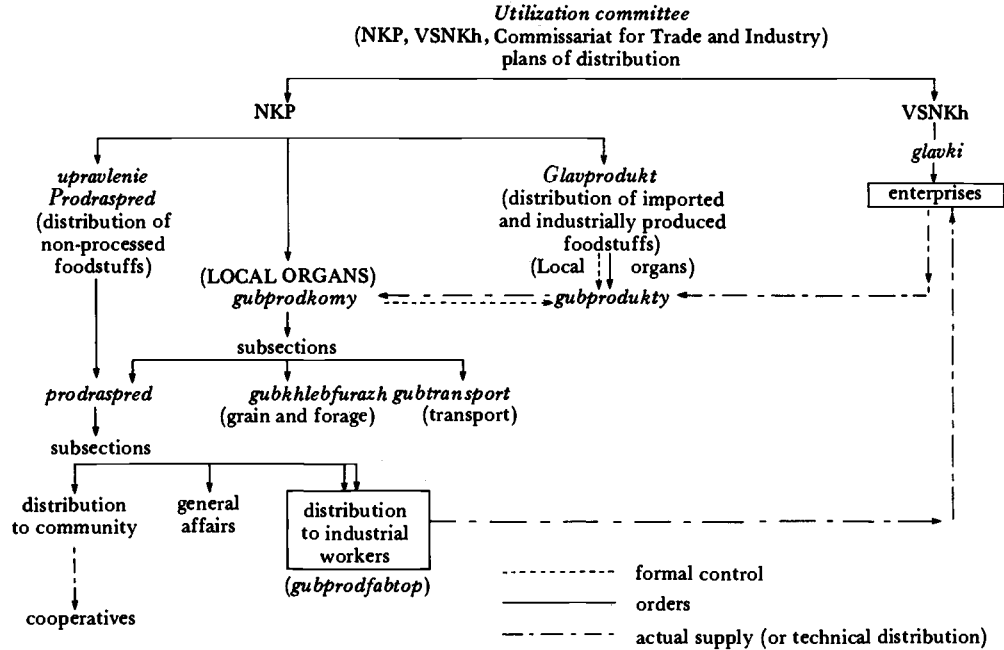 Utilization committee
(NKP, VSNKh, Commissariat for Trade and Industry)
plans of distribution
NKP
VSNKh
glavki
enterprises
upravlenie
Prodraspred
(distribution of
non-processed
foodstuffs)
Glavprodukt
(distribution of imported
and industrially produced
foodstuffs)
(Local organs)
gubprodukty
(LOCAL ORGANS)
gubprodkomy
subsections
prodraspred
gubkhlebfurazh
(grain and forage)
gubtransport
(transport)
subsections
distribution
to community
general
affairs
distribution
to industrial
workers
(gubprodfabtop)
cooperatives
formal control
orders
actual supply (or technical distribution)